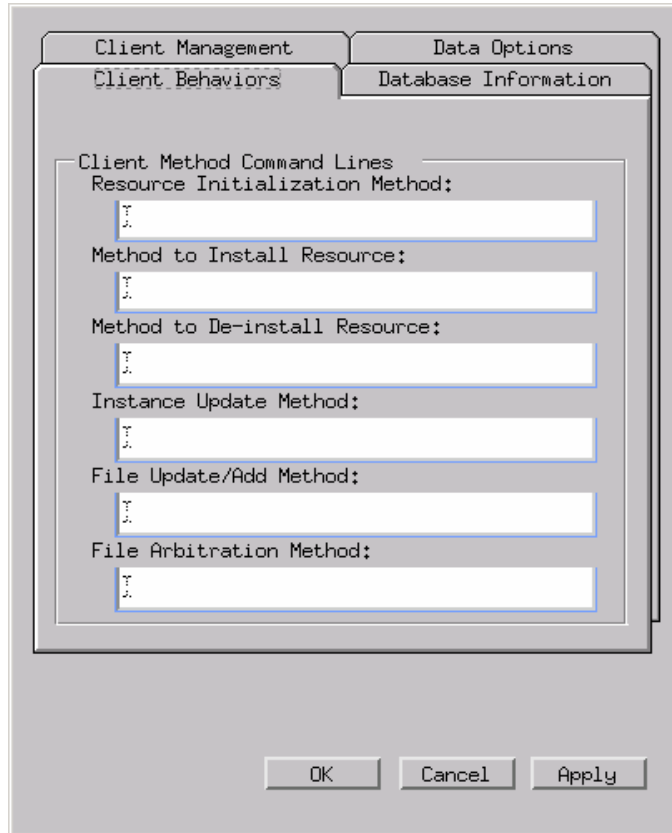 Client Management
Data Options
Client Behaviors
Database Information
Client Method Command Lines
Resource Initialization Method:
Method to Install Resource:
Method to De-install Resource:
Instance Update Method:
File Update/Add Method:
File Arbitration Method:
OK
Cancel
Apply